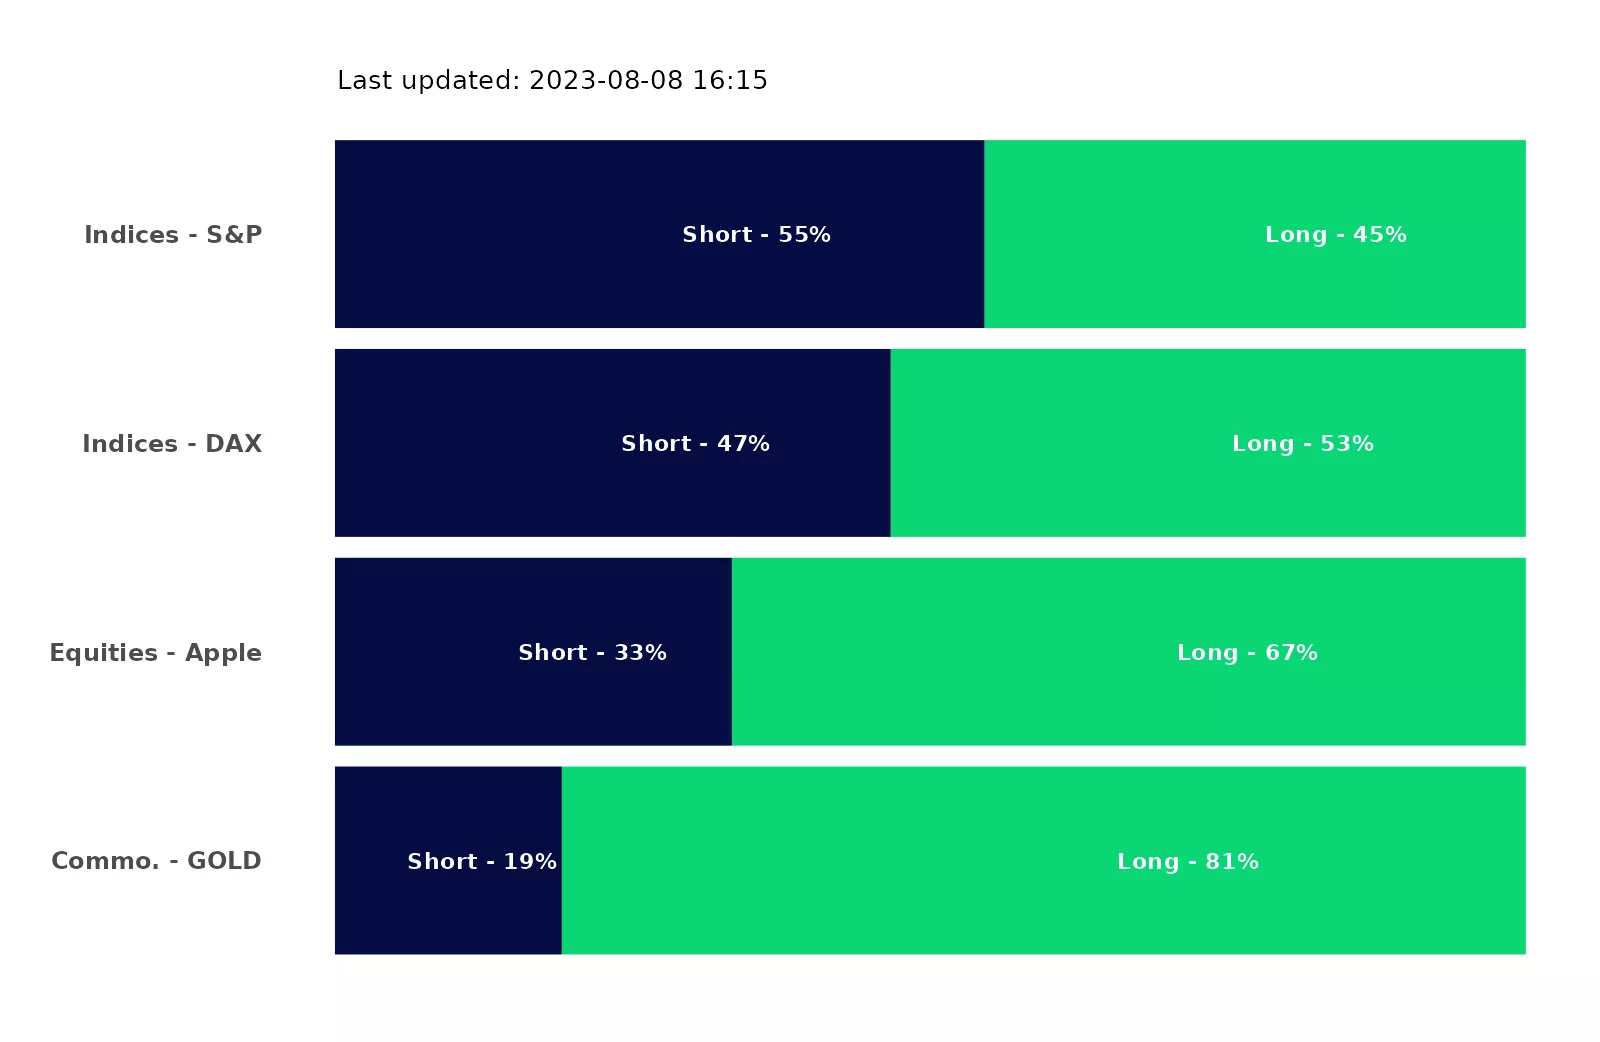 Last updated: 2023-08-08 16:15
Indices - S&P
Short - 55%
Long - 45%
Indices - DAX
Short - 47%
Long - 53%
Equities - Apple
Short - 33%
Long - 67%
Commo. - GOLD
Short - 19%
Long - 81%